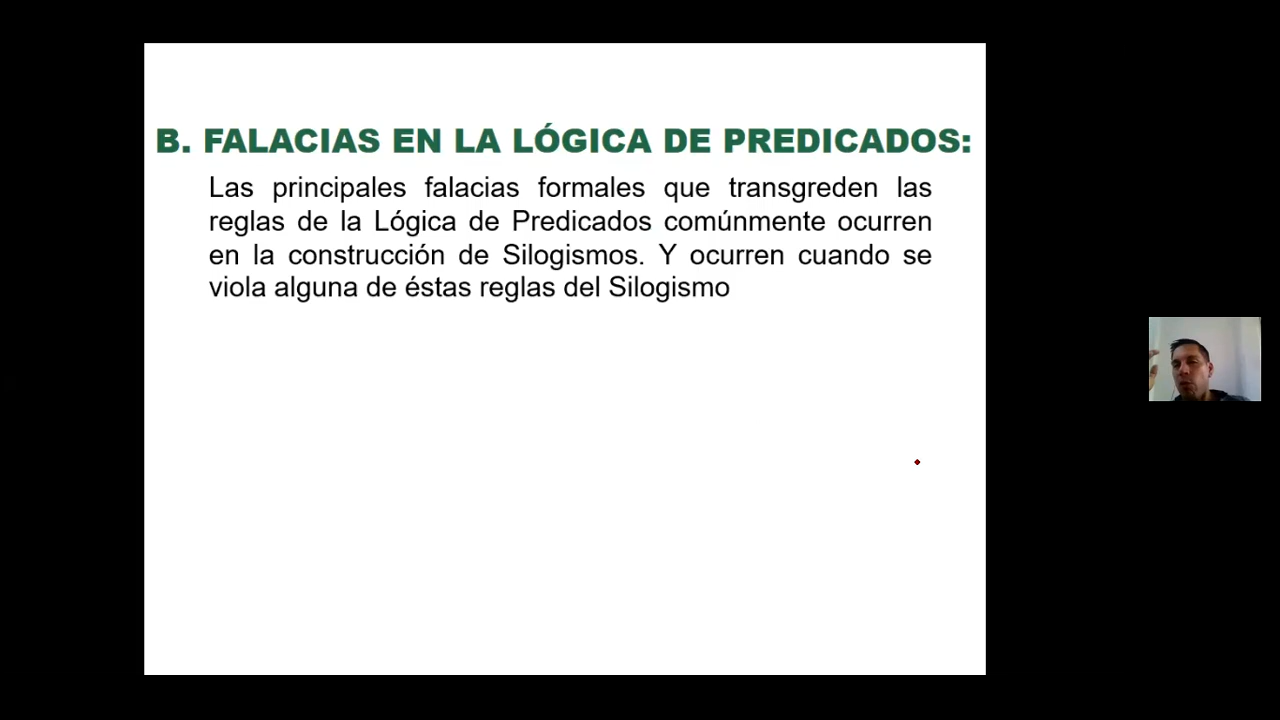 B. FALACIAS EN LA LÓGICA DE PREDICADOS:
Las principales falacias formales que transgreden las
reglas de la Lógica de Predicados comúnmente ocurren
en la construcción de Silogismos. Y ocurren cuando se
viola alguna de éstas reglas del Silogismo